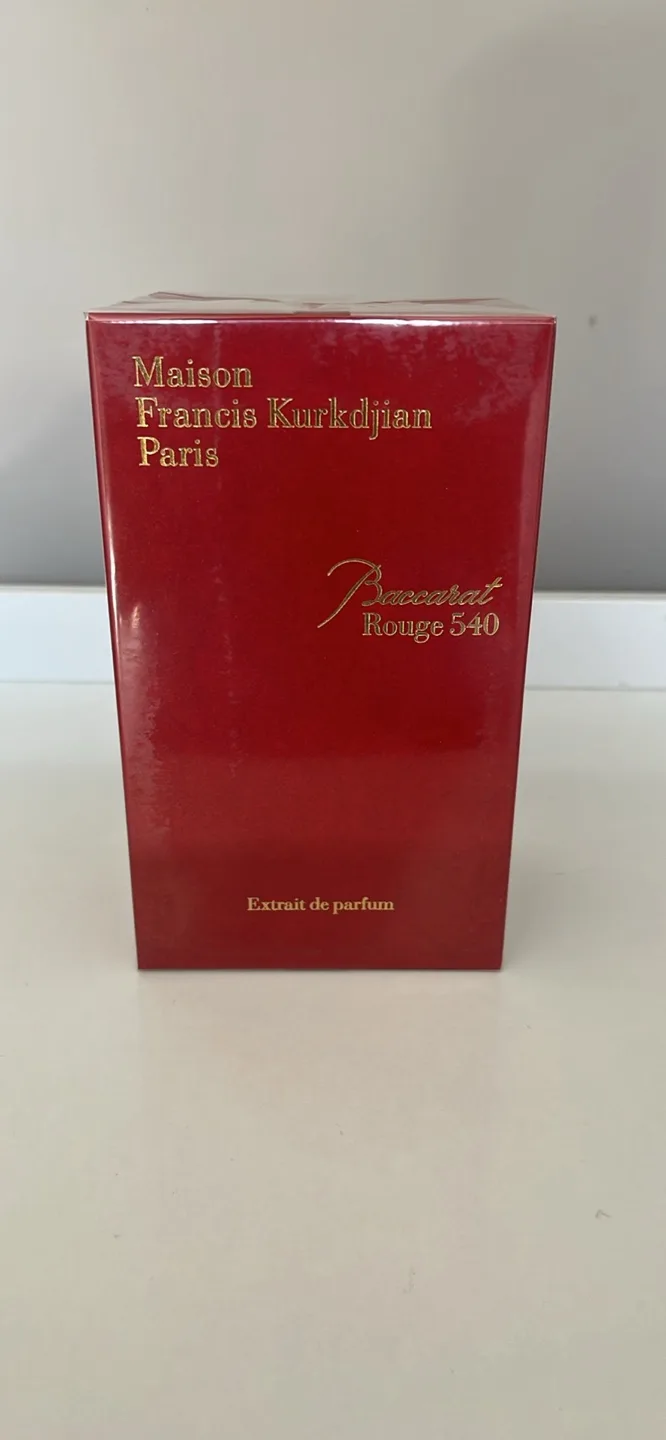 Maison
Francis Kurkdjian
Paris
Baccarat
Rouge 540
Extrait de parfum